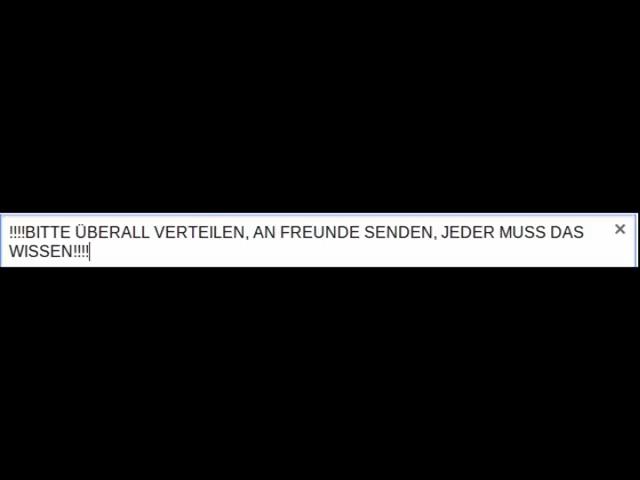 !!!!BITTE ÜBERALL VERTEILEN, AN FREUNDE SENDEN, JEDER MUSS DAS
WISSEN!!!!